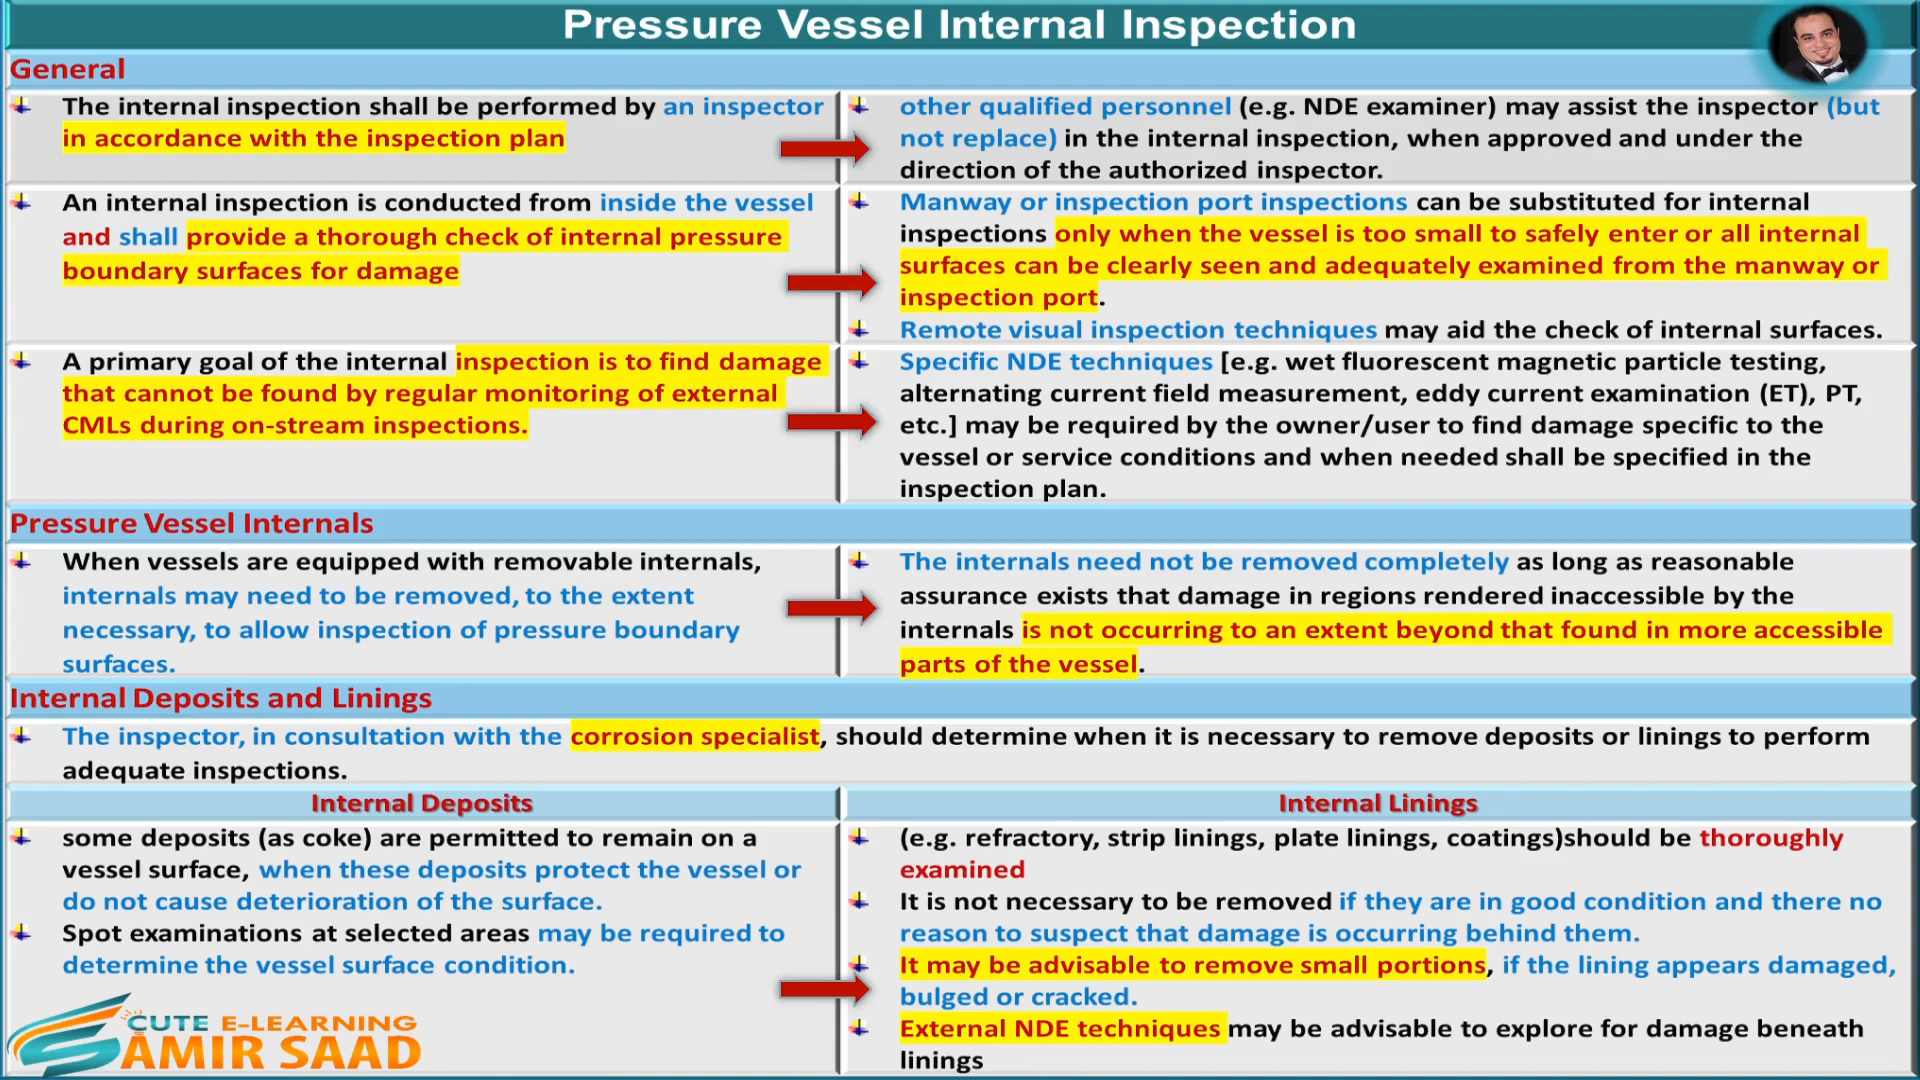 Pressure Vessel Internal Inspection
General
The internal inspection shall be performed by an inspector
in accordance with the inspection plan
other qualified personnel (e.g. NDE examiner) may assist the inspector (but
not replace) in the internal inspection, when approved and under the
direction of the authorized inspector.
An internal inspection is conducted from inside the vessel
and shall provide a thorough check of internal pressure
boundary surfaces for damage
Manway or inspection port inspections can be substituted for internal
inspections only when the vessel is too small to safely enter or all internal
surfaces can be clearly seen and adequately examined from the manway or
inspection port.
Remote visual inspection techniques may aid the check of internal surfaces.
A primary goal of the internal inspection is to find damage
that cannot be found by regular monitoring of external
CMLs during on-stream inspections.
Specific NDE techniques [e.g. wet fluorescent magnetic particle testing,
alternating current field measurement, eddy current examination (ET), PT,
etc.] may be required by the owner/user to find damage specific to the
vessel or service conditions and when needed shall be specified in the
inspection plan.
Pressure Vessel Internals
When vessels are equipped with removable internals,
internals may need to be removed, to the extent
necessary, to allow inspection of pressure boundary
surfaces.
The internals need not be removed completely as long as reasonable
assurance exists that damage in regions rendered inaccessible by the
internals is not occurring to an extent beyond that found in more accessible
parts of the vessel.
Internal Deposits and Linings
The inspector, in consultation with the corrosion specialist, should determine when it is necessary to remove deposits or linings to perform
adequate inspections.
Internal Deposits
some deposits (as coke) are permitted to remain on a
vessel surface, when these deposits protect the vessel or
do not cause deterioration of the surface.
Spot examinations at selected areas may be required to
determine the vessel surface condition.
Internal Linings
(e.g. refractory, strip linings, plate linings, coatings)should be thoroughly
examined
It is not necessary to be removed if they are in good condition and there no
reason to suspect that damage is occurring behind them.
It may be advisable to remove small portions, if the lining appears damaged,
bulged or cracked.
External NDE techniques may be advisable to explore for damage beneath
linings
CUTE E-LEARNING
AMIR SAAD